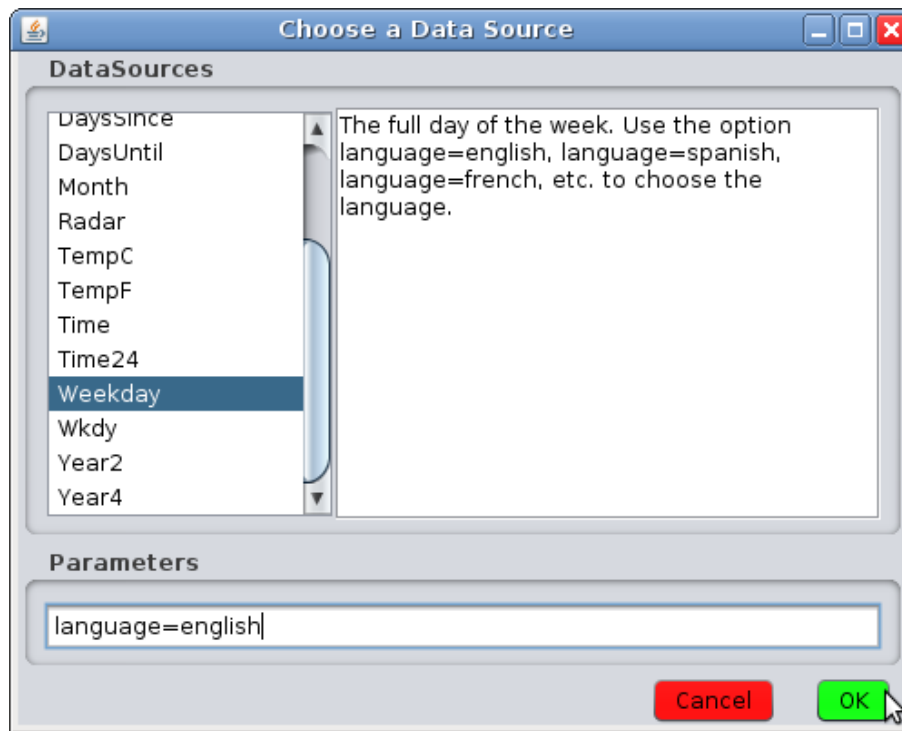 Choose a Data Source
DataSources
DaysSince
DaysUntil
Month
Radar
TempC
TempF
Time
Time24
Weekday
Wkdy
Year2
Year4
The full day of the week. Use the option
language=english, language=spanish,
language=french, etc. to choose the
language.
Parameters
language=english
Cancel
OK